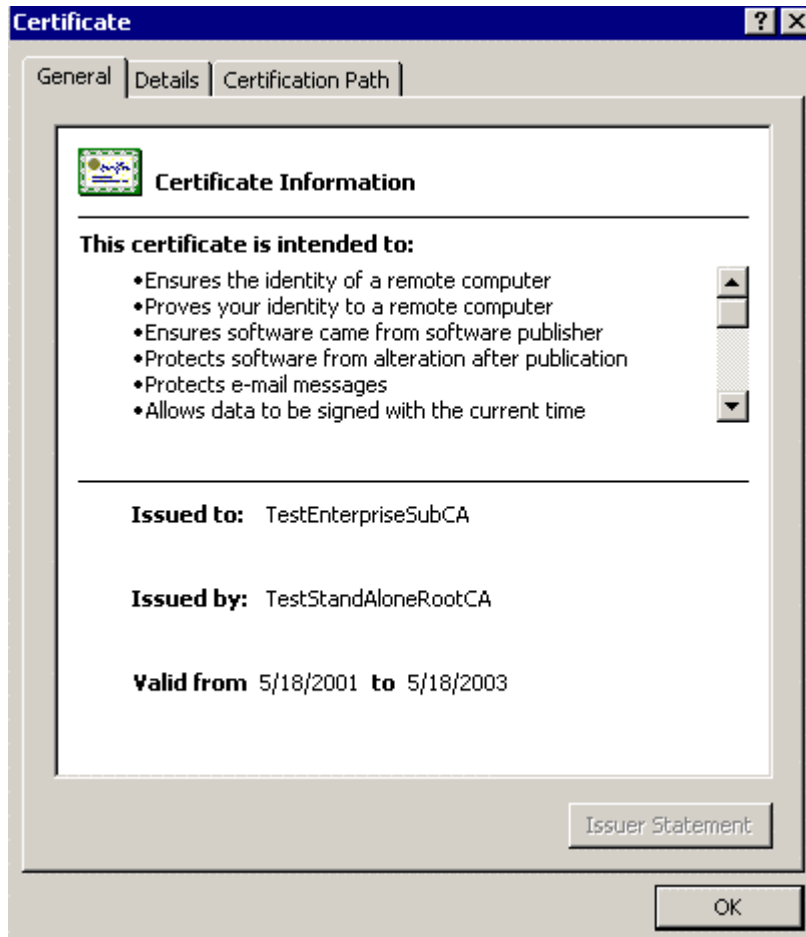 Certificate
General Details Certification Path
Certificate Information
This certificate is intended to:
•Ensures the identity of a remote computer
•Proves your identity to a remote computer
•Ensures software came from software publisher
•Protects software from alteration after publication
•Protects e-mail messages
•Allows data to be signed with the current time
Issued to: TestEnterpriseSubCA
Issued by: TestStandAloneRootCA
Valid from 5/18/2001 to 5/18/2003
Issuer Statement
OK